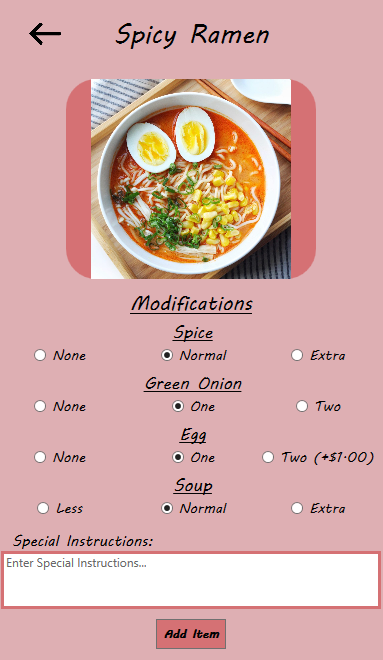 Spicy Ramen
Modifications
Spice
None Normal Extra
Green Onion
None One Two
Egg
None One Two (+$1.00)
Soup
Less Normal Extra
Special Instructions:
Enter Special Instructions...
Add Item